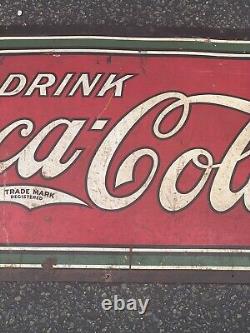 DRINK
ca-Col
TRADE MARK
REGISTERED